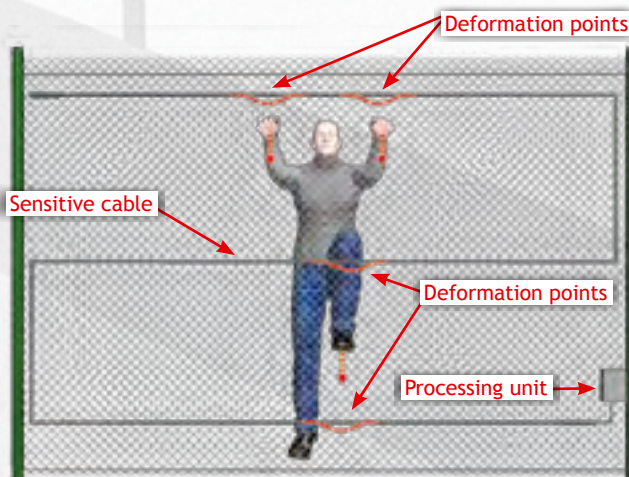 Deformation points
Sensitive cable
Deformation points
Processing unit